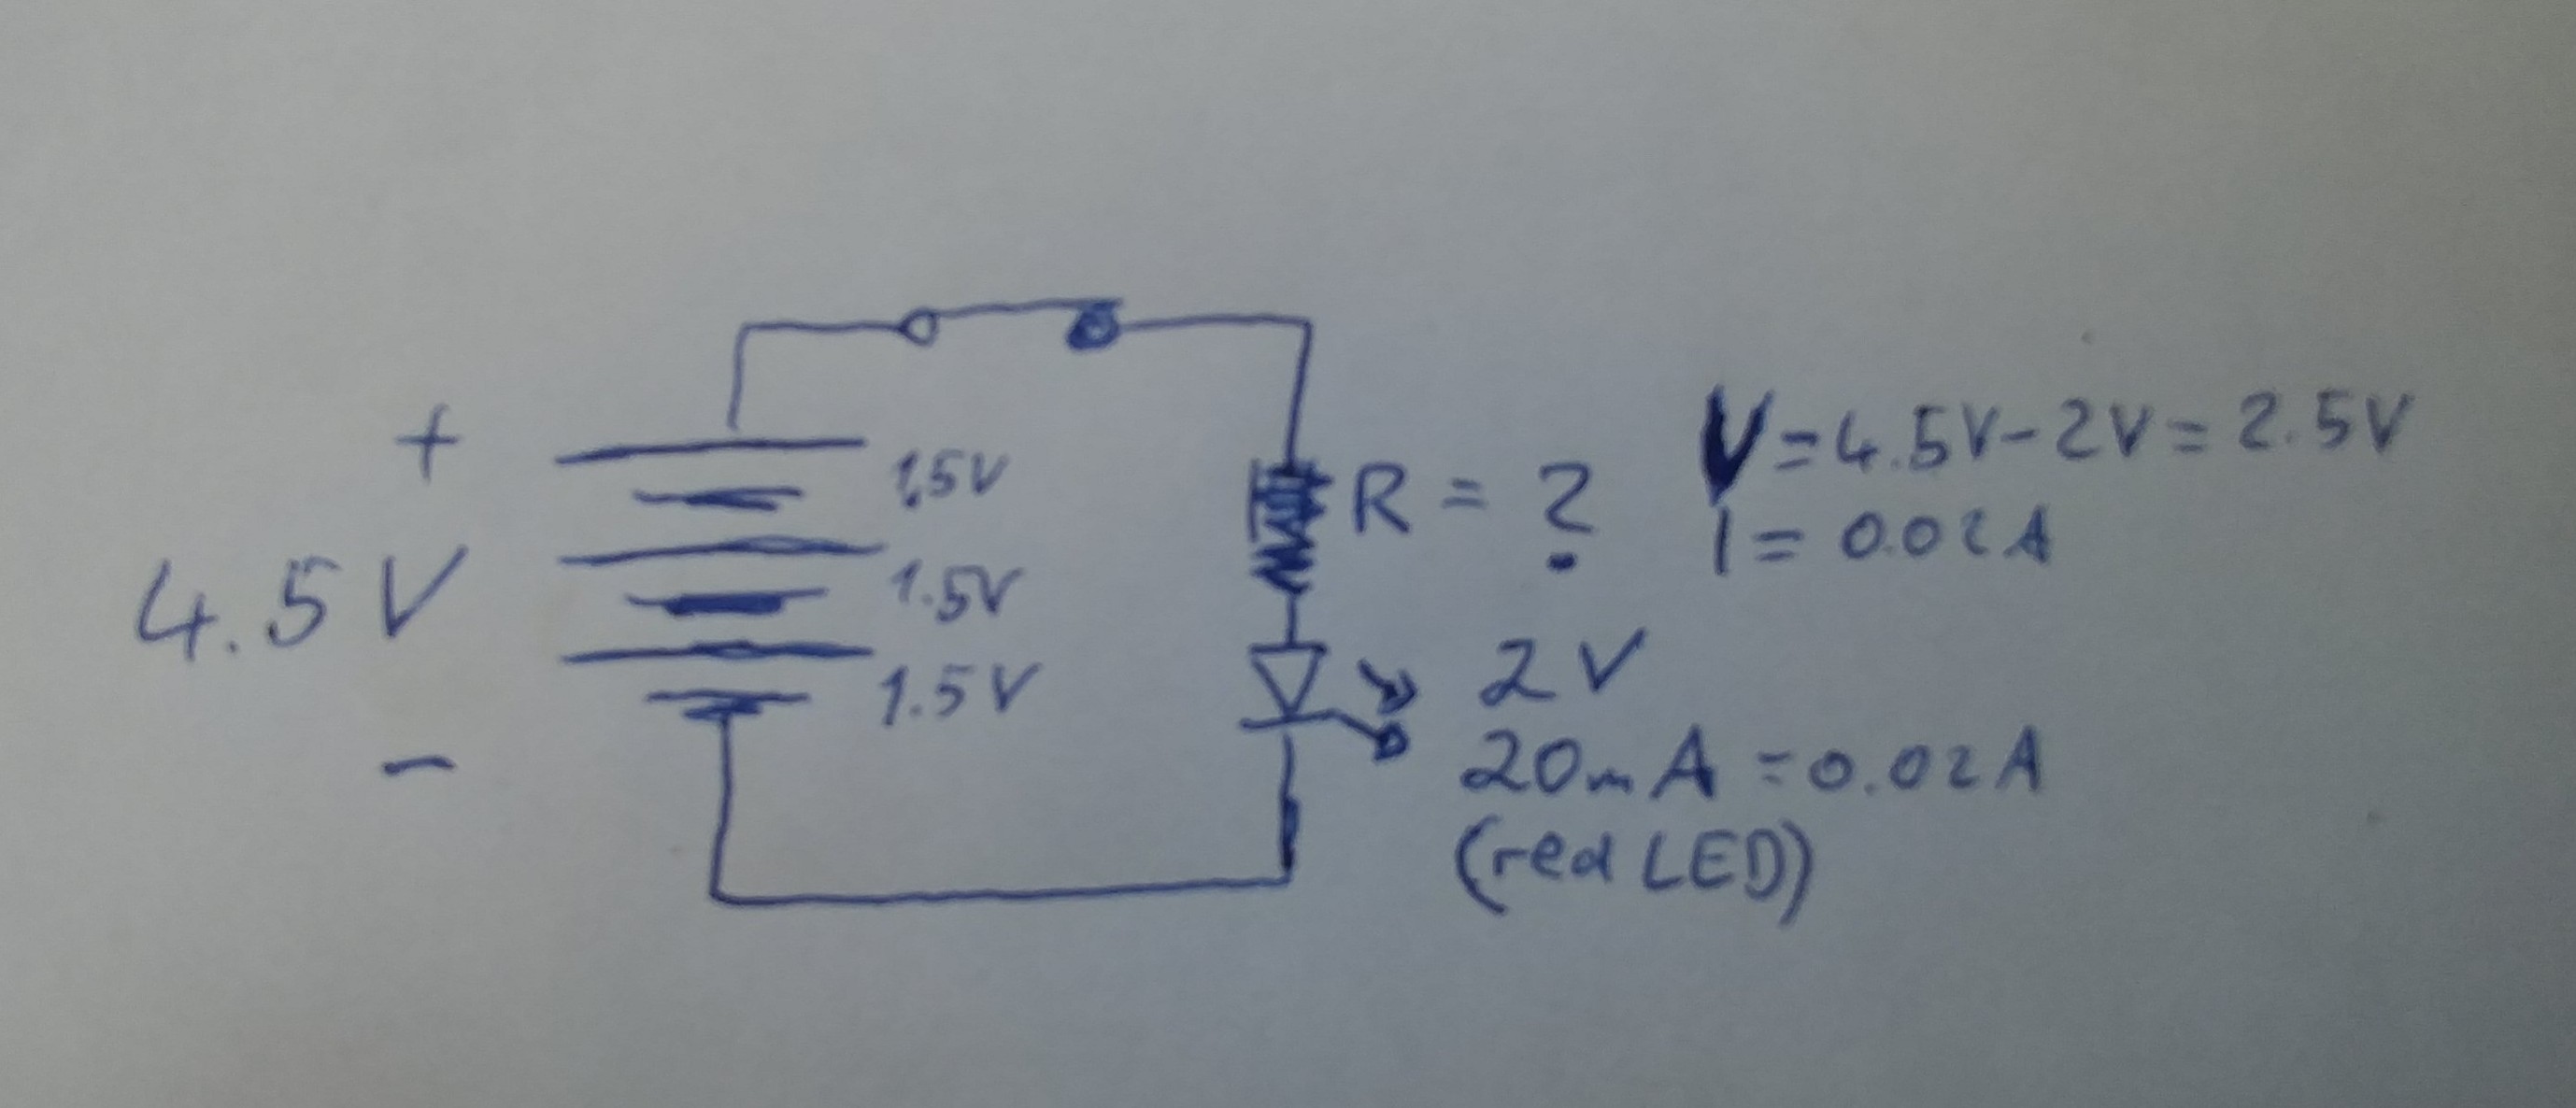 +
4.5V
-
1.5V
1.5V
1.5V
R = ?
V=4.5V-2V=2.5V
I = 0.02A
2V
20mA=0.02A
(red LED)